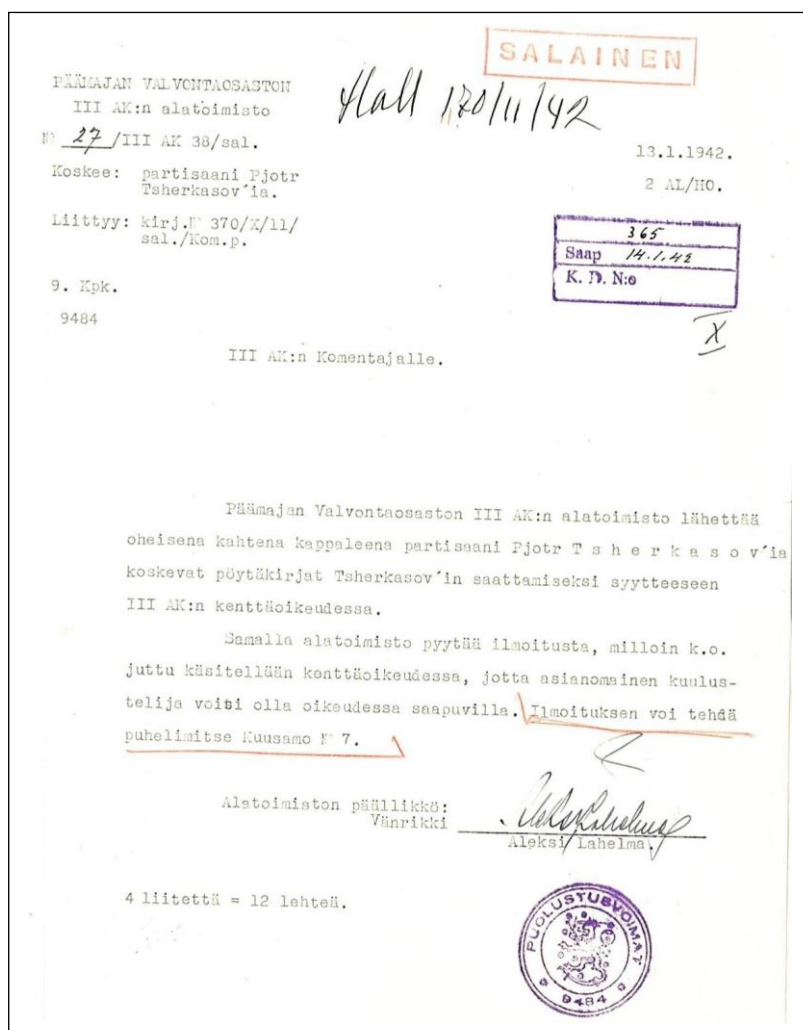 SALAINEN
PÄÄMAJAN VALVONTAOSASTON
III AK:n alatoimisto
Nº 27/III AK 38/sal.
Hall 170/11/42
13.1.1942.
2 AL/HO.
Koskee: partisaani Pjotr
Tsherkasov´ia.
Liittyy: kirj.Nº 370/X/11/
sal./Kom.p.
365
Saap 14.1.42
K. D. N:o
9. Kpk.
9484
X
III AK:n Komentajalle.
Päämajan Valvontaosaston III AK:n alatoimisto lähettää
oheisena kahtena kappaleena partisaani Pjotr T s h e r k a s o v´ia
koskevat pöytäkirjat Tsherkasov´in saattamiseksi syytteeseen
III AK:n kenttäoikeudessa.
Samalla alatoimisto pyytää ilmoitusta, milloin k.o.
juttu käsitellään kenttäoikeudessa, jotta asianomainen kuulus-
telija voisi olla oikeudessa saapuvilla. Ilmoituksen voi tehdä
puhelimitse Kuusamo Nº 7.
Alatoimiston päällikkö:
Vänrikki
Aleksi Lahelma.
4 liitettä = 12 lehteä.
PUOLUSTUSVOIMAT
9484